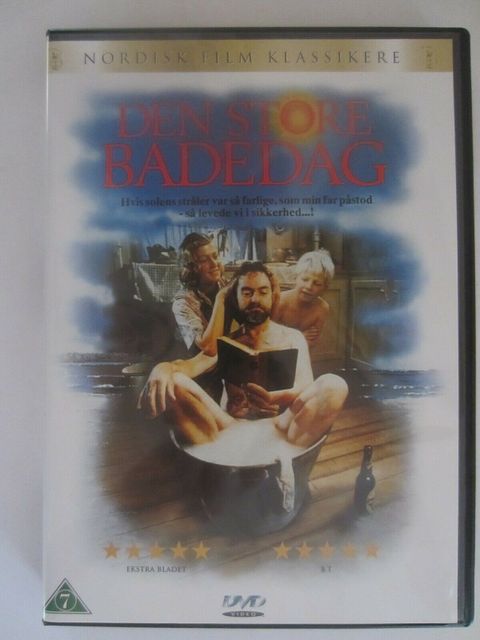 NORDISK FILM KLASSIKERE
DEN STORE
BADEDAG
Hvis solens stråler var så farlige, som min far påstod
- så levede vi i sikkerhed...!
EKSTRA BLADET
B.T
7
DVD
VIDEO